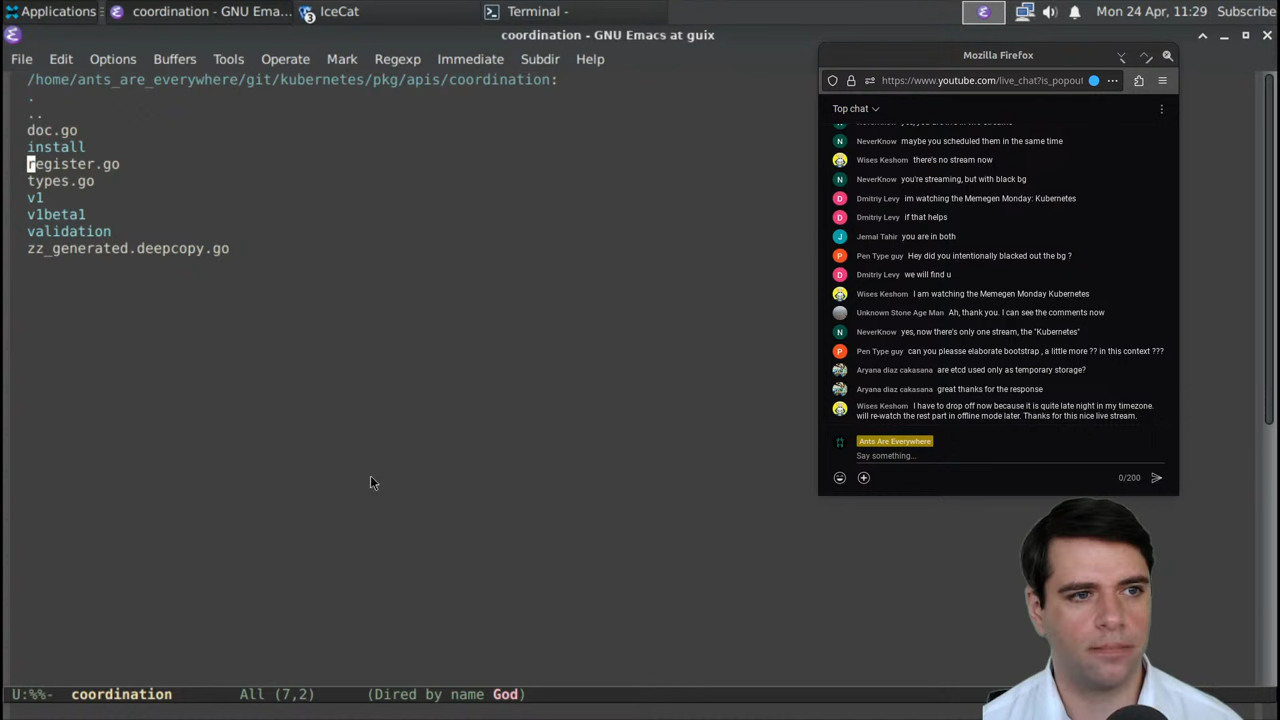 Applications
coordination - GNU Ema...
3
IceCat
Terminal -
Mon 24 Apr, 11:29
Subscribe
coordination - GNU Emacs at guix
File Edit Options Buffers Tools Operate Mark Regexp Immediate Subdir Help
/home/ants_are_everywhere/git/kubernetes/pkg/apis/coordination:
.
..
doc.go
install
register.go
types.go
v1
v1beta1
validation
zz_generated.deepcopy.go
U:%%- coordination All (7,2) (Dired by name God)
Mozilla Firefox
https://www.youtube.com/live_chat?is_popout
Top chat
N NeverKnow maybe you scheduled them in the same time
Wises Keshom there's no stream now
N NeverKnow you're streaming, but with black bg
D Dmitriy Levy im watching the Memegen Monday: Kubernetes
D Dmitriy Levy if that helps
J Jemal Tahir you are in both
P Pen Type guy Hey did you intentionally blacked out the bg ?
D Dmitriy Levy we will find u
Wises Keshom I am watching the Memegen Monday Kubernetes
Unknown Stone Age Man Ah, thank you. I can see the comments now
N NeverKnow yes, now there's only one stream, the "Kubernetes"
P Pen Type guy can you pleasse elaborate bootstrap , a little more ?? in this context ???
Aryana diaz cakasana are etcd used only as temporary storage?
Aryana diaz cakasana great thanks for the response
Wises Keshom I have to drop off now because it is quite late night in my timezone.
will re-watch the rest part in offline mode later. Thanks for this nice live stream.
Ants Are Everywhere
Say something...
0/200